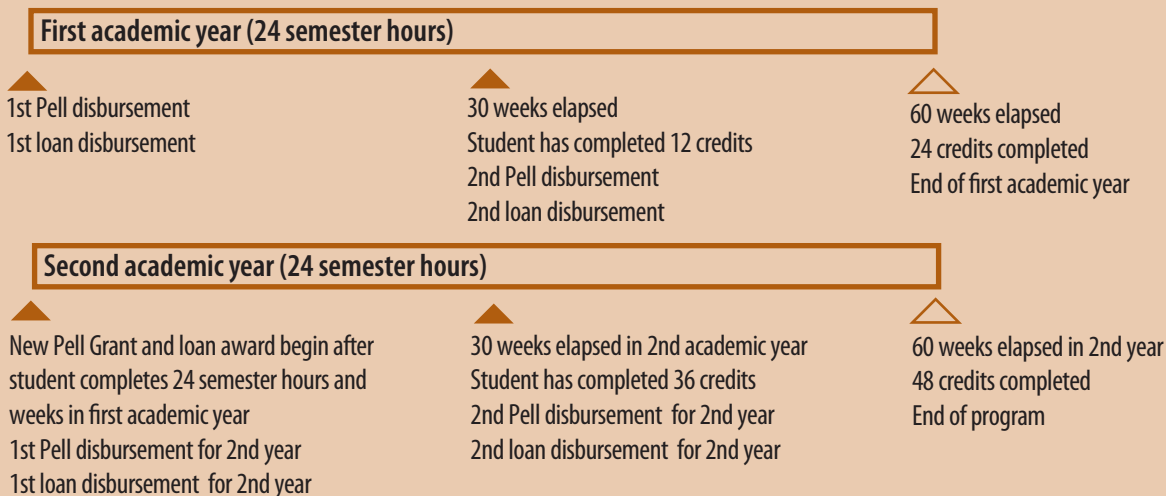 First academic year (24 semester hours)
1st Pell disbursement
1st loan disbursement
30 weeks elapsed
Student has completed 12 credits
2nd Pell disbursement
2nd loan disbursement
60 weeks elapsed
24 credits completed
End of first academic year
Second academic year (24 semester hours)
New Pell Grant and loan award begin after
student completes 24 semester hours and
weeks in first academic year
1st Pell disbursement for 2nd year
1st loan disbursement for 2nd year
30 weeks elapsed in 2nd academic year
Student has completed 36 credits
2nd Pell disbursement for 2nd year
2nd loan disbursement for 2nd year
60 weeks elapsed in 2nd year
48 credits completed
End of program